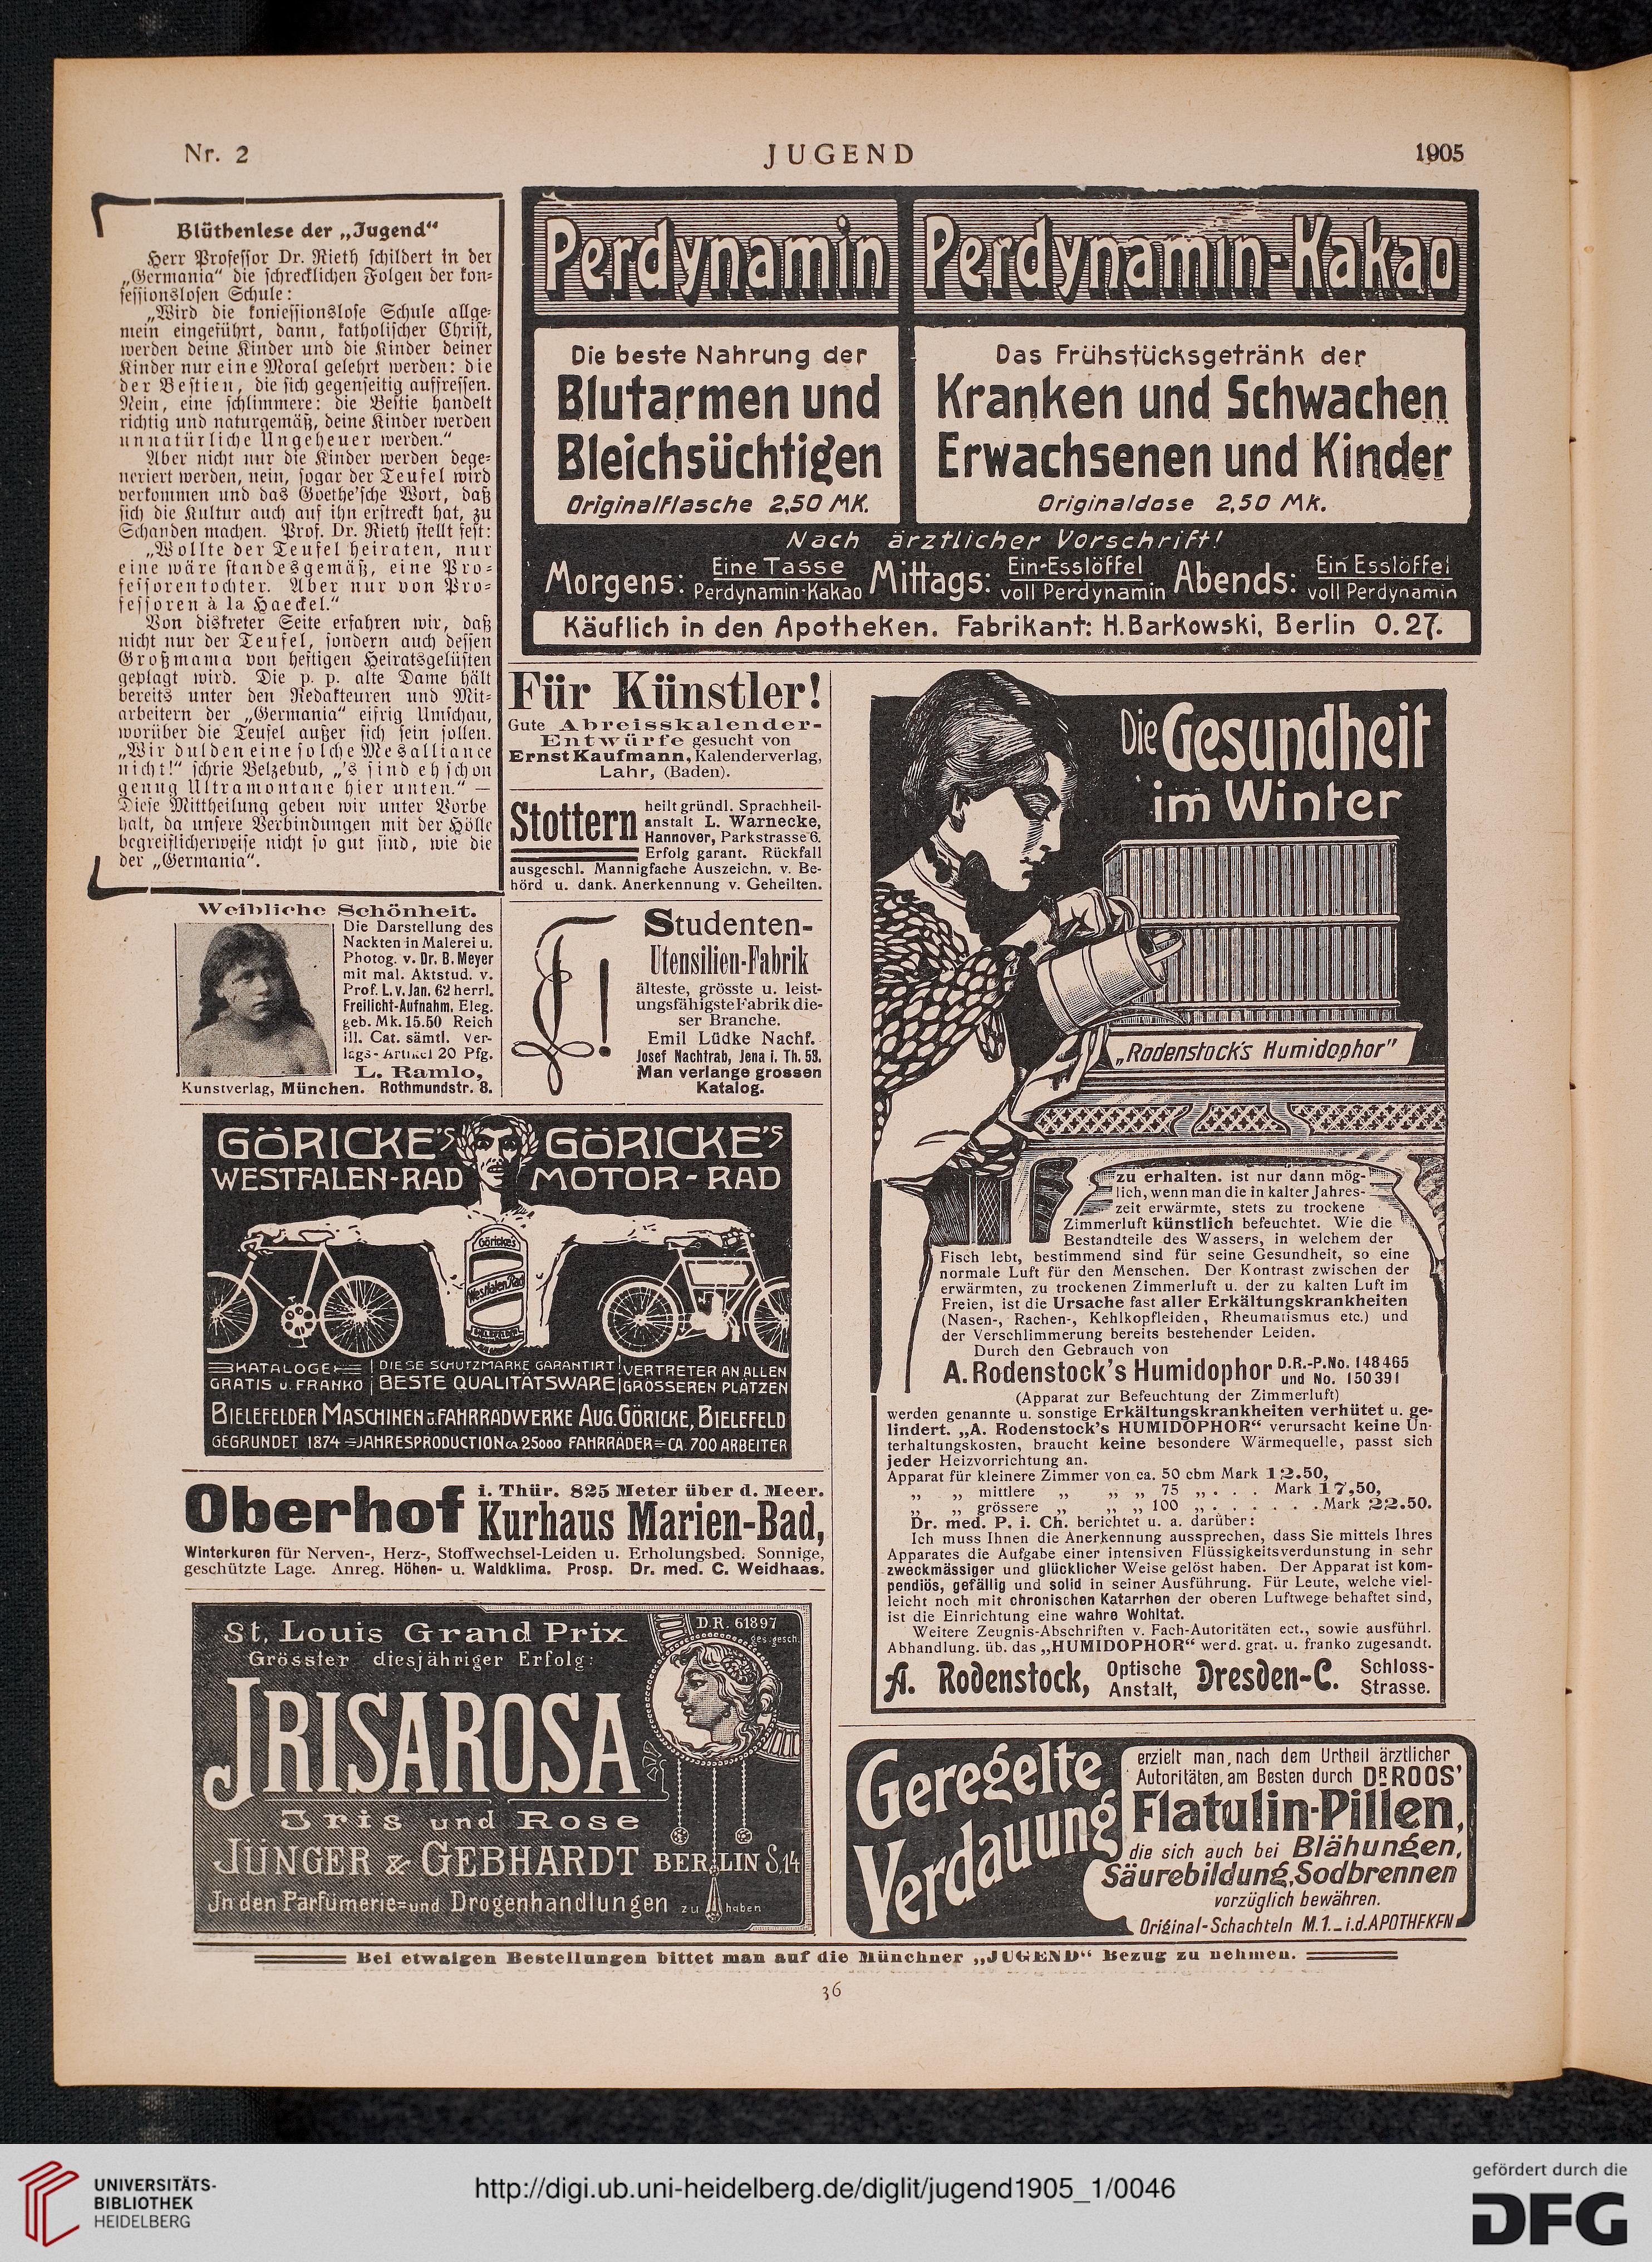 Nr. 2
JUGEND
1905
Blüthenlese der „Jugend“
Herr Professor Dr. Rieth schildert in der
„Germania“ die schrecklichen Folgen der kon-
fessionslosen Schule:
„Wird die konfessionslose Schule allge-
mein eingeführt, dann, katholischer Christ,
werden deine Kinder und die Kinder deiner
Kinder nur eine Moral gelehrt werden: die
der Bestien, die sich gegenseitig auffressen.
Nein, eine schlimmere: die Bestie handelt
richtig und naturgemäß, deine Kinder werden
unnatürliche Ungeheuer werden.“
Aber nicht nur die Kinder werden dege-
neriert werden, nein, sogar der Teufel wird
verkommen und das Goethe'sche Wort, daß
sich die Kultur auch auf ihn erstreckt hat, zu
Schanden machen. Prof. Dr. Rieth stellt fest:
„Wollte der Teufel heiraten, nur
eine wäre standesgemäß, eine Pro-
fessorentochter. Aber nur von Pro-
fessoren à la Haeckel.“
Von diskreter Seite erfahren wir, daß
nicht nur der Teufel, sondern auch dessen
Großmama von heftigen Heiratsgelüsten
geplagt wird. Die p. p. alte Dame hält
bereits unter den Redakteuren und Mit-
arbeitern der „Germania“ eifrig Umschau,
worüber die Teufel außer sich sein sollen.
„Wir dulden eine solche Mesalliance
nicht!“ schrie Belzebub, „'s sind eh schon
genug Ultramontane hier unten.“ —
Diese Mittheilung geben wir unter Vorbe
halt, da unsere Verbindungen mit der Hölle
begreiflicherweise nicht so gut sind, wie die
der „Germania“.
Perdynamin
Die beste Nahrung der
Blutarmen und
Bleichsüchtigen
Originalflasche 2,50 Mk.
Perdynamin-Kakao
Das Frühstücksgetränk der
Kranken und Schwachen
Erwachsenen und Kinder
Originaldose 2,50 Mk.
Nach ärztlicher Vorschrift!
Morgens: Eine Tasse Perdynamin-Kakao Mittags: Ein-Esslöffel voll Perdynamin Abends: Ein Esslöffel voll Perdynamin
Käuflich in den Apotheken. Fabrikant: H.Barkowski, Berlin O.27.
Für Künstler!
Gute Abreisskalender-
Entwürfe gesucht von
Ernst Kaufmann, Kalenderverlag,
Lahr, (Baden).
Stottern
heilt gründl. Sprachheil-
anstalt L. Warnecke,
Hannover, Parkstrasse 6.
Erfolg garant. Rückfall
ausgeschl. Mannigfache Auszeichn. v. Be-
hörd u. dank. Anerkennung v. Geheilten.
Weibliche Schönheit.
Die Darstellung des
Nackten in Malerei u.
Photog. v. Dr. B. Meyer
mit mal. Aktstud. v.
Prof. L. v. Jan. 62 herrl.
Freilicht-Aufnahm. Eleg.
geb. Mk. 15.50 Reich
ill. Cat. sämtl. Ver-
lags-Artikel 20 Pfg.
L. Ramlo,
Kunstverlag, München. Rothmundstr. 8.
Studenten-
Utensilien-Fabrik
älteste, grösste u. leist-
ungsfähigste Fabrik die-
ser Branche.
Emil Lüdke Nachf.
Josef Nachtrab, Jena i. Th. 53.
Man verlange grossen
Katalog.
GÖRICKE'S
WESTFALEN-RAD
GÖRICKE'S
MOTOR-RAD
Göricke's
Westfalen Rad
BIELEFELD
KATALOGE
GRATIS u. FRANKO
DIESE SCHUTZMARKE GARANTIRT
BESTE QUALITÄTSWARE
VERTRETER AN ALLEN
GRÖSSEREN PLÄTZEN
BIELEFELDER MASCHINEN u. FAHRRADWERKE AUG. GÖRICKE, BIELEFELD
GEGRÜNDET 1874 = JAHRESPRODUCTION ca. 25000 FAHRRÄDER = CA. 700 ARBEITER
Oberhof
i. Thür. 825 Meter über d. Meer.
Kurhaus Marien-Bad,
Winterkuren für Nerven-, Herz-, Stoffwechsel-Leiden u. Erholungsbed. Sonnige,
geschützte Lage. Anreg. Höhen- u. Waldklima. Prosp. Dr. med. C. Weidhaas.
St. Louis Grand Prix
Grösster diesjähriger Erfolg:
D.R. 61897
ges. gesch.
JRISAROSA
Iris und Rose
JÜNGER & GEBHARDT BERLIN S.14
Jn den Parfümerie= und Drogenhandlungen zu haben
Die Gesundheit
im Winter
„Rodenstock's Humidophor“
zu erhalten. ist nur dann mög-
lich, wenn man die in kalter Jahres-
zeit erwärmte, stets zu trockene
Zimmerluft künstlich befeuchtet. Wie die
Bestandteile des Wassers, in welchem der
Fisch lebt, bestimmend sind für seine Gesundheit, so eine
normale Luft für den Menschen. Der Kontrast zwischen der
erwärmten, zu trockenen Zimmerluft u. der zu kalten Luft im
Freien, ist die Ursache fast aller Erkältungskrankheiten
(Nasen-, Rachen-, Kehlkopfleiden, Rheumatismus etc.) und
der Verschlimmerung bereits bestehender Leiden.
Durch den Gebrauch von
A. Rodenstock's Humidophor D.R.-P. No. 148465 und No. 150391
(Apparat zur Befeuchtung der Zimmerluft)
werden genannte u. sonstige Erkältungskrankheiten verhütet u. ge-
lindert. „A. Rodenstock's HUMIDOPHOR“ verursacht keine Un-
terhaltungskosten, braucht keine besondere Wärmequelle, passt sich
jeder Heizvorrichtung an.
Apparat für kleinere Zimmer von ca. 50 cbm Mark 12.50,
„ „ mittlere „ „ „ 75 „ . . . Mark 17,50,
„ „ grössere „ „ „ 100 „ . . . . . . Mark 22.50.
Dr. med. P. i. Ch. berichtet u. a. darüber:
Ich muss Ihnen die Anerkennung aussprechen, dass Sie mittels Ihres
Apparates die Aufgabe einer intensiven Flüssigkeitsverdunstung in sehr
zweckmässiger und glücklicher Weise gelöst haben. Der Apparat ist kom-
pendiös, gefällig und solid in seiner Ausführung. Für Leute, welche viel-
leicht noch mit chronischen Katarrhen der oberen Luftwege behaftet sind,
ist die Einrichtung eine wahre Wohltat.
Weitere Zeugnis-Abschriften v. Fach-Autoritäten ect., sowie ausführl.
Abhandlung. üb. das „HUMIDOPHOR“ werd. grat. u. franko zugesandt.
A. Rodenstock, Optische Anstalt, Dresden-C. Schloss-Strasse.
Geregelte
Verdauung
erzielt man, nach dem Urtheil ärztlicher
Autoritäten, am Besten durch DR ROOS'
Flatulin-Pillen,
die sich auch bei Blähungen,
Säurebildung, Sodbrennen
vorzüglich bewähren.
Original-Schachteln M. 1._ i.d. APOTHEKEN
Bei etwaigen Bestellungen bittet man auf die Münchner „JUGEND“ Bezug zu nehmen.
36
UNIVERSITÄTS-
BIBLIOTHEK
HEIDELBERG
http://digi.ub.uni-heidelberg.de/diglit/jugend1905_1/0046
gefördert durch die
DFG